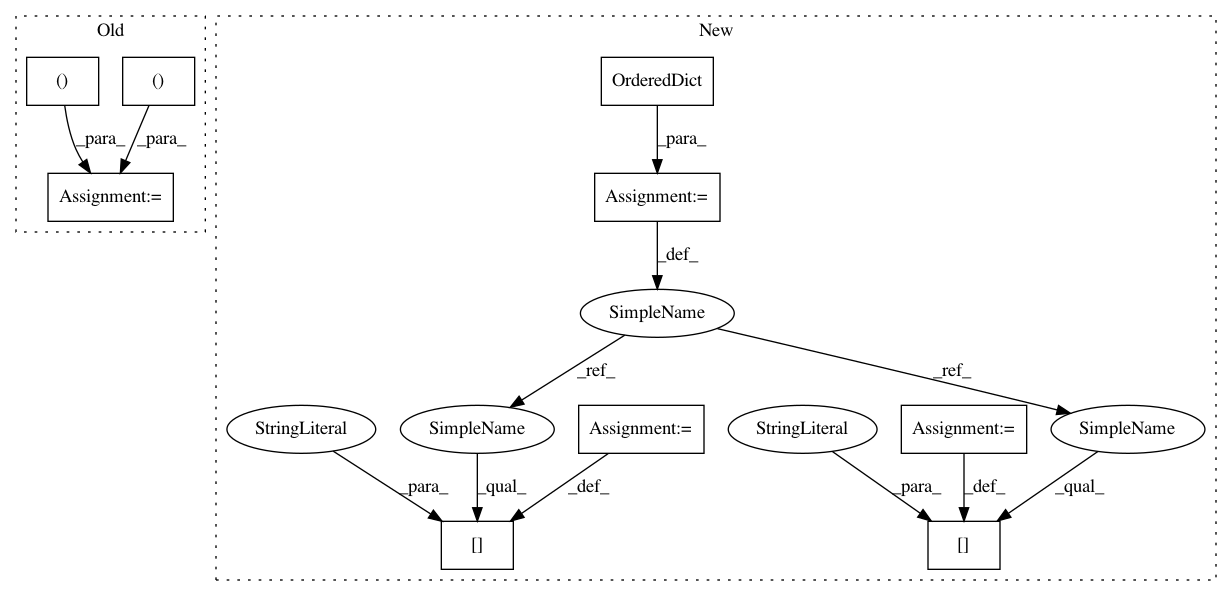 Old
New
()
()
OrderedDict
_para_
_para_
_para_
Assignment:=
Assignment:=
_def_
SimpleName
_ref_
_ref_
StringLiteral
SimpleName
Assignment:=
StringLiteral
Assignment:=
SimpleName
_para_
_qual_
_def_
_para_
_def_
_qual_
[]
[]